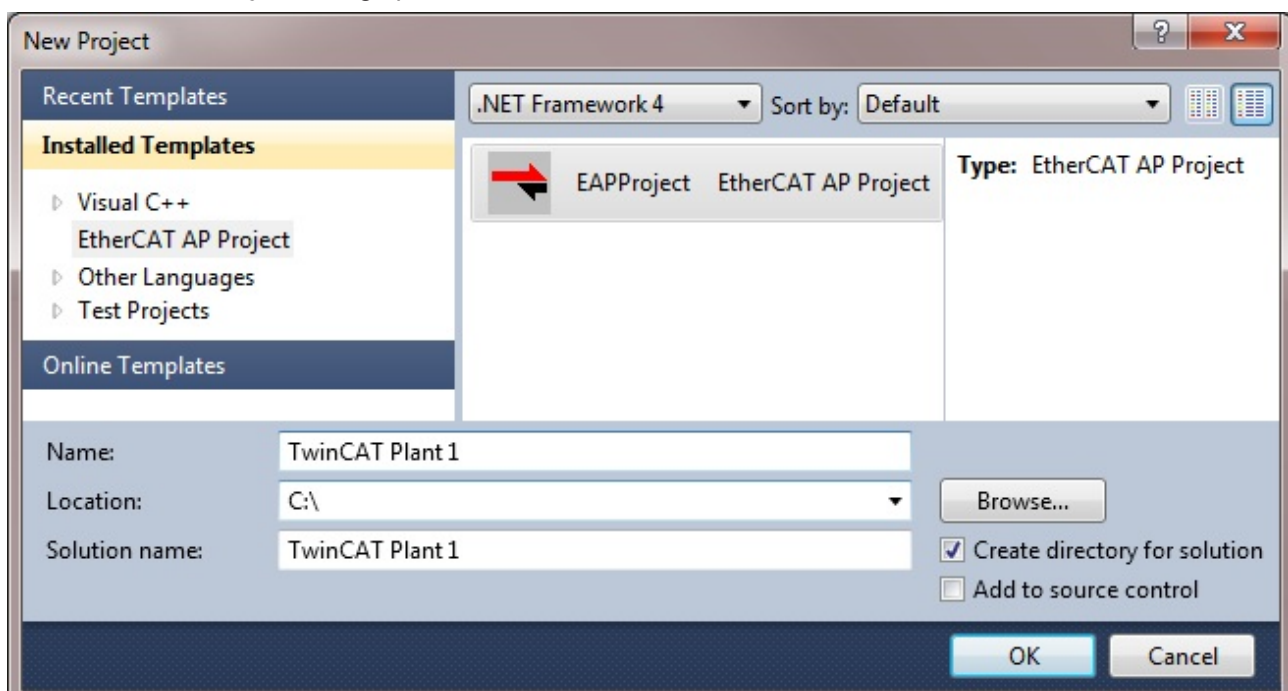 New Project
?
X
Recent Templates
Installed Templates
Visual C++
EtherCAT AP Project
Other Languages
Test Projects
Online Templates
.NET Framework 4
Sort by: Default
EAPProject EtherCAT AP Project
Type: EtherCAT AP Project
Name: TwinCAT Plant 1
Location: C:\
Browse...
Solution name: TwinCAT Plant 1
Create directory for solution
Add to source control
OK
Cancel